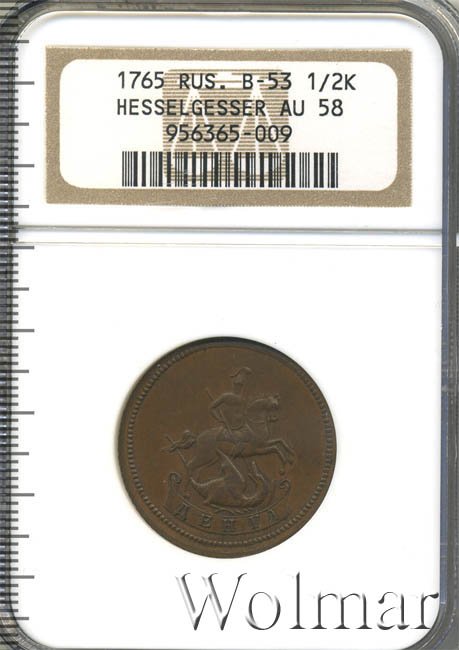 1765 RUS. B-53 1/2K
HESSELGESSER AU 58
956365-009
ДЕНГА
Wolmar